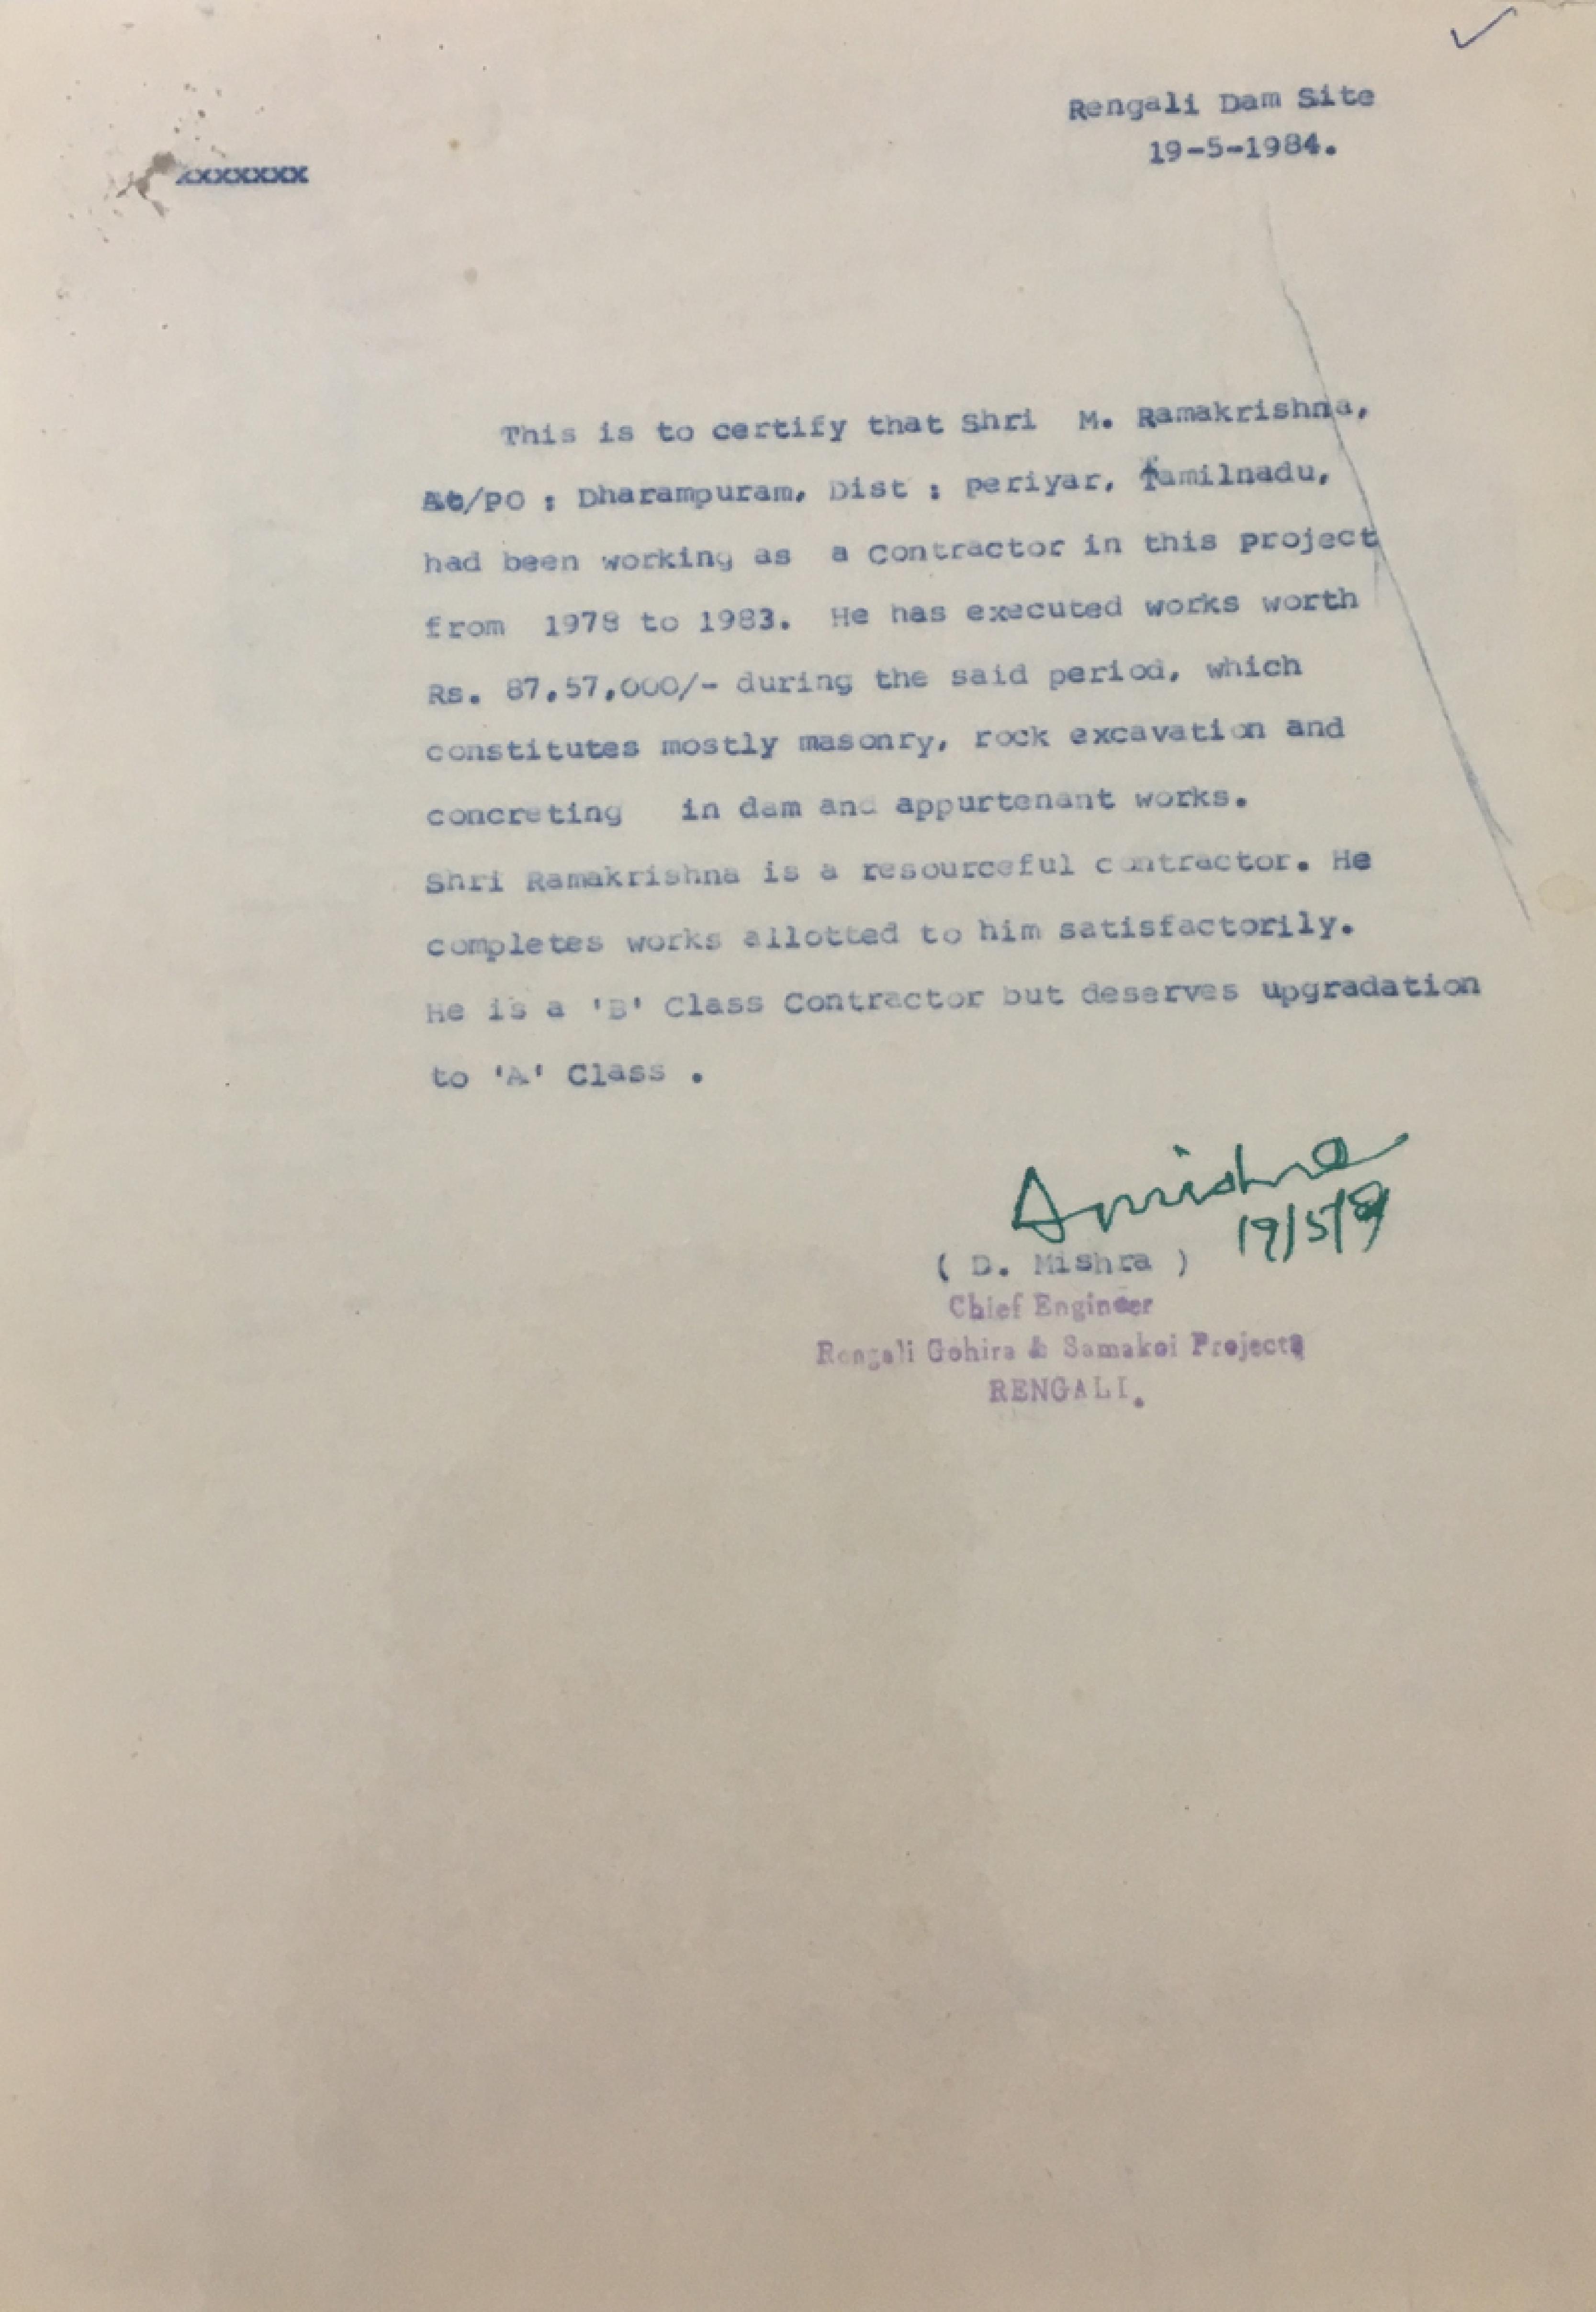 Rengali Dam Site
19-5-1984.
xxxxxxxx
This is to certify that Shri M. Ramakrishna,
At/PO : Dharampuram, Dist : periyar, Tamilnadu,
had been working as a Contractor in this project
from 1978 to 1983. He has executed works worth
Rs. 87,57,000/- during the said period, which
constitutes mostly masonry, rock excavation and
concreting in dam and appurtenant works.
Shri Ramakrishna is a resourceful contractor. He
completes works allotted to him satisfactorily.
He is a 'B' Class Contractor but deserves upgradation
to 'A' Class .
Dmishra
19/5/84
( D. Mishra )
Chief Engineer
Rengali Gohira & Samakoi Projects
RENGALI.